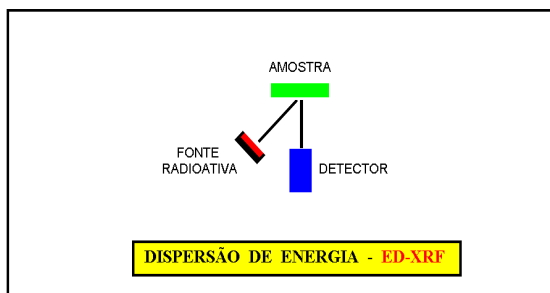 AMOSTRA
FONTE
RADIOATIVA
DETECTOR
DISPERSÃO DE ENERGIA - ED-XRF